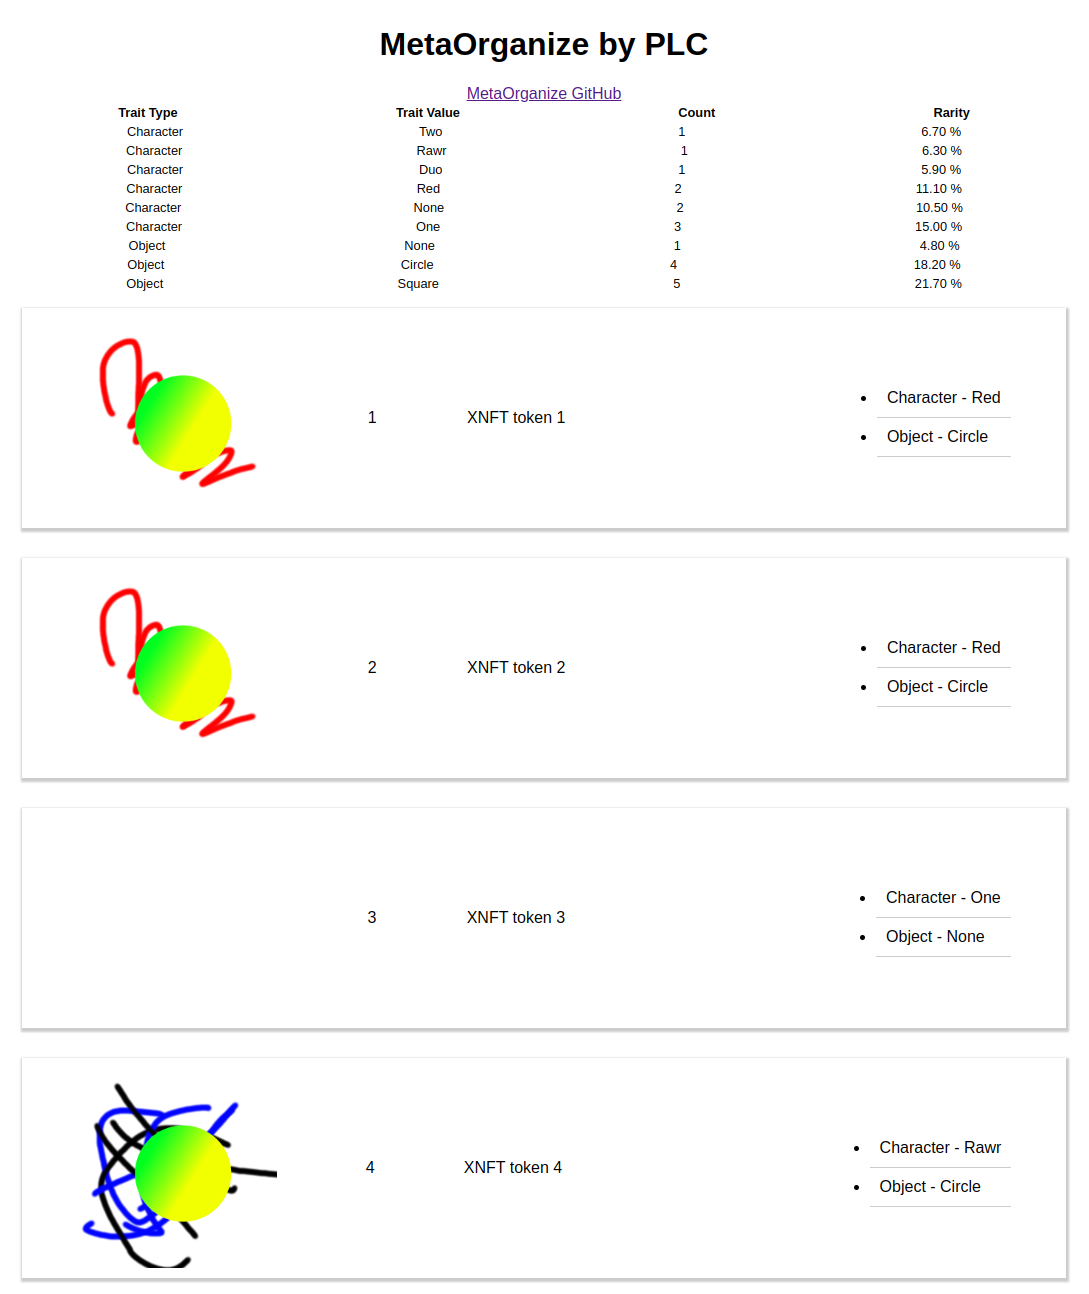 MetaOrganize by PLC
MetaOrganize GitHub
Trait Type Trait Value Count Rarity
Character Two 1 6.70 %
Character Rawr 1 6.30 %
Character Duo 1 5.90 %
Character Red 2 11.10 %
Character None 2 10.50 %
Character One 3 15.00 %
Object None 1 4.80 %
Object Circle 4 18.20 %
Object Square 5 21.70 %
Character - Red
1 XNFT token 1
Object - Circle
Character - Red
2 XNFT token 2
Object - Circle
Character - One
3 XNFT token 3
Object - None
Character - Rawr
4 XNFT token 4
Object - Circle